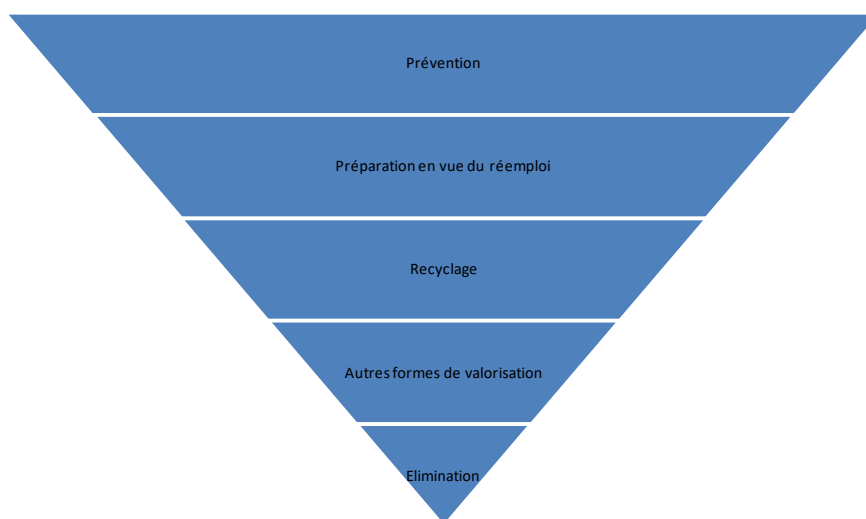 Prévention
Préparation en vue du réemploi
Recyclage
Autres formes de valorisation
Elimination